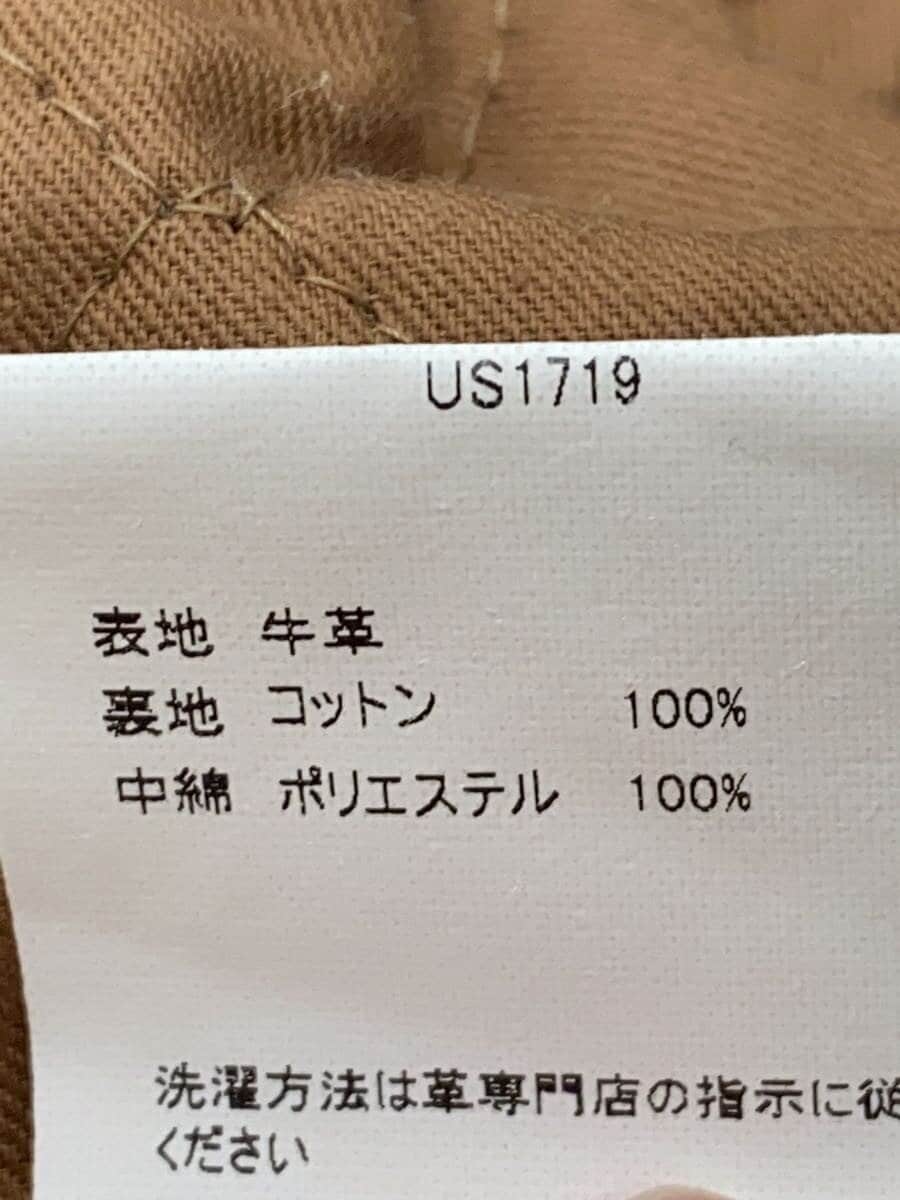 US1719
表地 牛革
裏地 コットン 100%
中綿 ポリエステル 100%
洗濯方法は革専門店の指示に従
ください